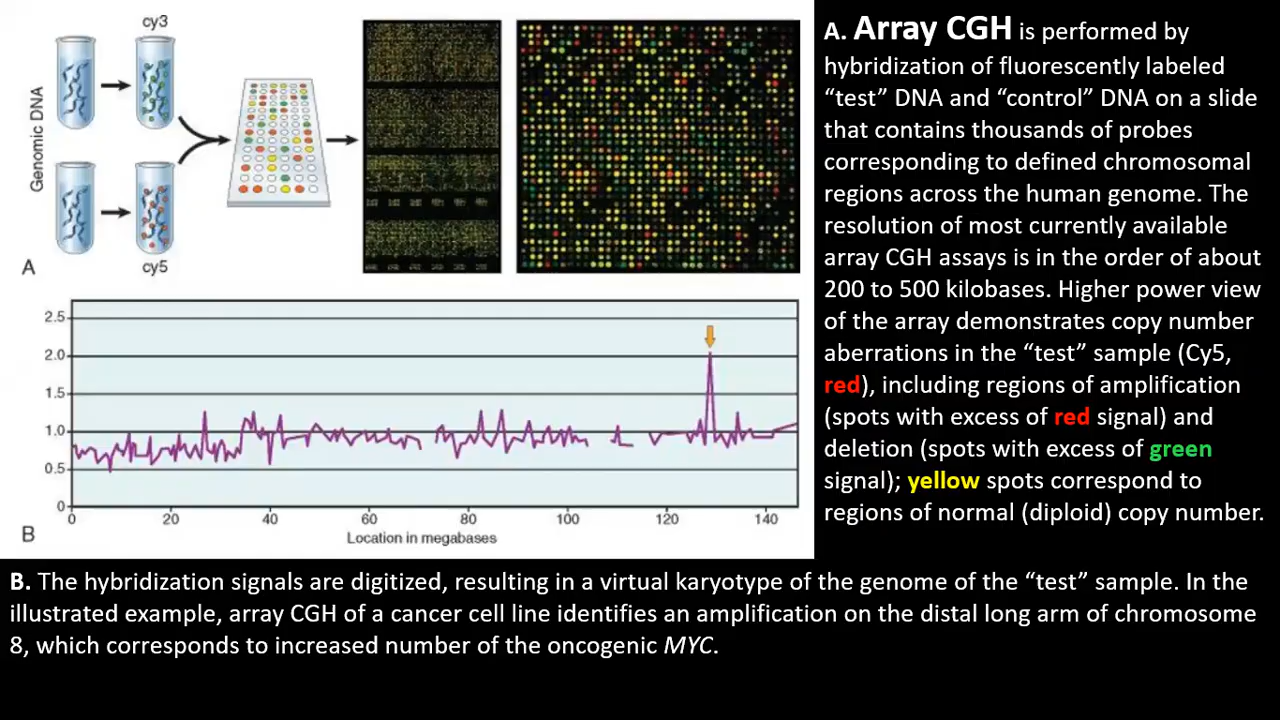 cy3
Genomic DNA
cy5
A
A. Array CGH is performed by
hybridization of fluorescently labeled
“test” DNA and “control” DNA on a slide
that contains thousands of probes
corresponding to defined chromosomal
regions across the human genome. The
resolution of most currently available
array CGH assays is in the order of about
200 to 500 kilobases. Higher power view
of the array demonstrates copy number
aberrations in the “test” sample (Cy5,
red), including regions of amplification
(spots with excess of red signal) and
deletion (spots with excess of green
signal); yellow spots correspond to
regions of normal (diploid) copy number.
2.5
2.0
1.5
1.0
0.5
0
0 20 40 60 80 100 120 140
Location in megabases
B
B. The hybridization signals are digitized, resulting in a virtual karyotype of the genome of the “test” sample. In the
illustrated example, array CGH of a cancer cell line identifies an amplification on the distal long arm of chromosome
8, which corresponds to increased number of the oncogenic MYC.